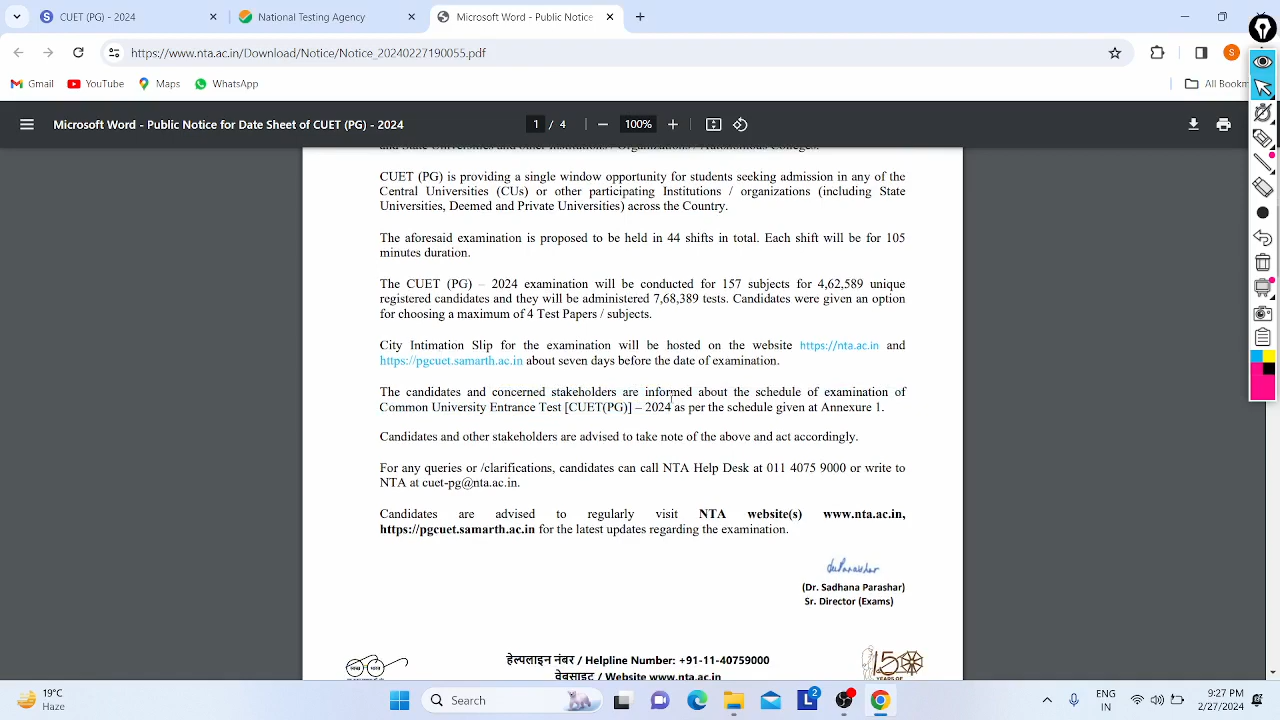 CUET (PG) - 2024
National Testing Agency
Microsoft Word - Public Notice
https://www.nta.ac.in/Download/Notice/Notice_20240227190055.pdf
S
Gmail
YouTube
Maps
WhatsApp
All Bookm
Microsoft Word - Public Notice for Date Sheet of CUET (PG) - 2024
1 / 4
100%
and State Universities and other Institutions / Organizations / Autonomous Colleges.
CUET (PG) is providing a single window opportunity for students seeking admission in any of the
Central Universities (CUs) or other participating Institutions / organizations (including State
Universities, Deemed and Private Universities) across the Country.
The aforesaid examination is proposed to be held in 44 shifts in total. Each shift will be for 105
minutes duration.
The CUET (PG) – 2024 examination will be conducted for 157 subjects for 4,62,589 unique
registered candidates and they will be administered 7,68,389 tests. Candidates were given an option
for choosing a maximum of 4 Test Papers / subjects.
City Intimation Slip for the examination will be hosted on the website https://nta.ac.in and
https://pgcuet.samarth.ac.in about seven days before the date of examination.
The candidates and concerned stakeholders are informed about the schedule of examination of
Common University Entrance Test [CUET(PG)] – 2024 as per the schedule given at Annexure 1.
Candidates and other stakeholders are advised to take note of the above and act accordingly.
For any queries or /clarifications, candidates can call NTA Help Desk at 011 4075 9000 or write to
NTA at cuet-pg@nta.ac.in.
Candidates are advised to regularly visit NTA website(s) www.nta.ac.in,
https://pgcuet.samarth.ac.in for the latest updates regarding the examination.
(Dr. Sadhana Parashar)
Sr. Director (Exams)
हेल्पलाइन नंबर / Helpline Number: +91-11-40759000
वेबसाइट / Website www.nta.ac.in
150
YEARS OF
19°C
Haze
Search
2
ENG
IN
9:27 PM
2/27/2024